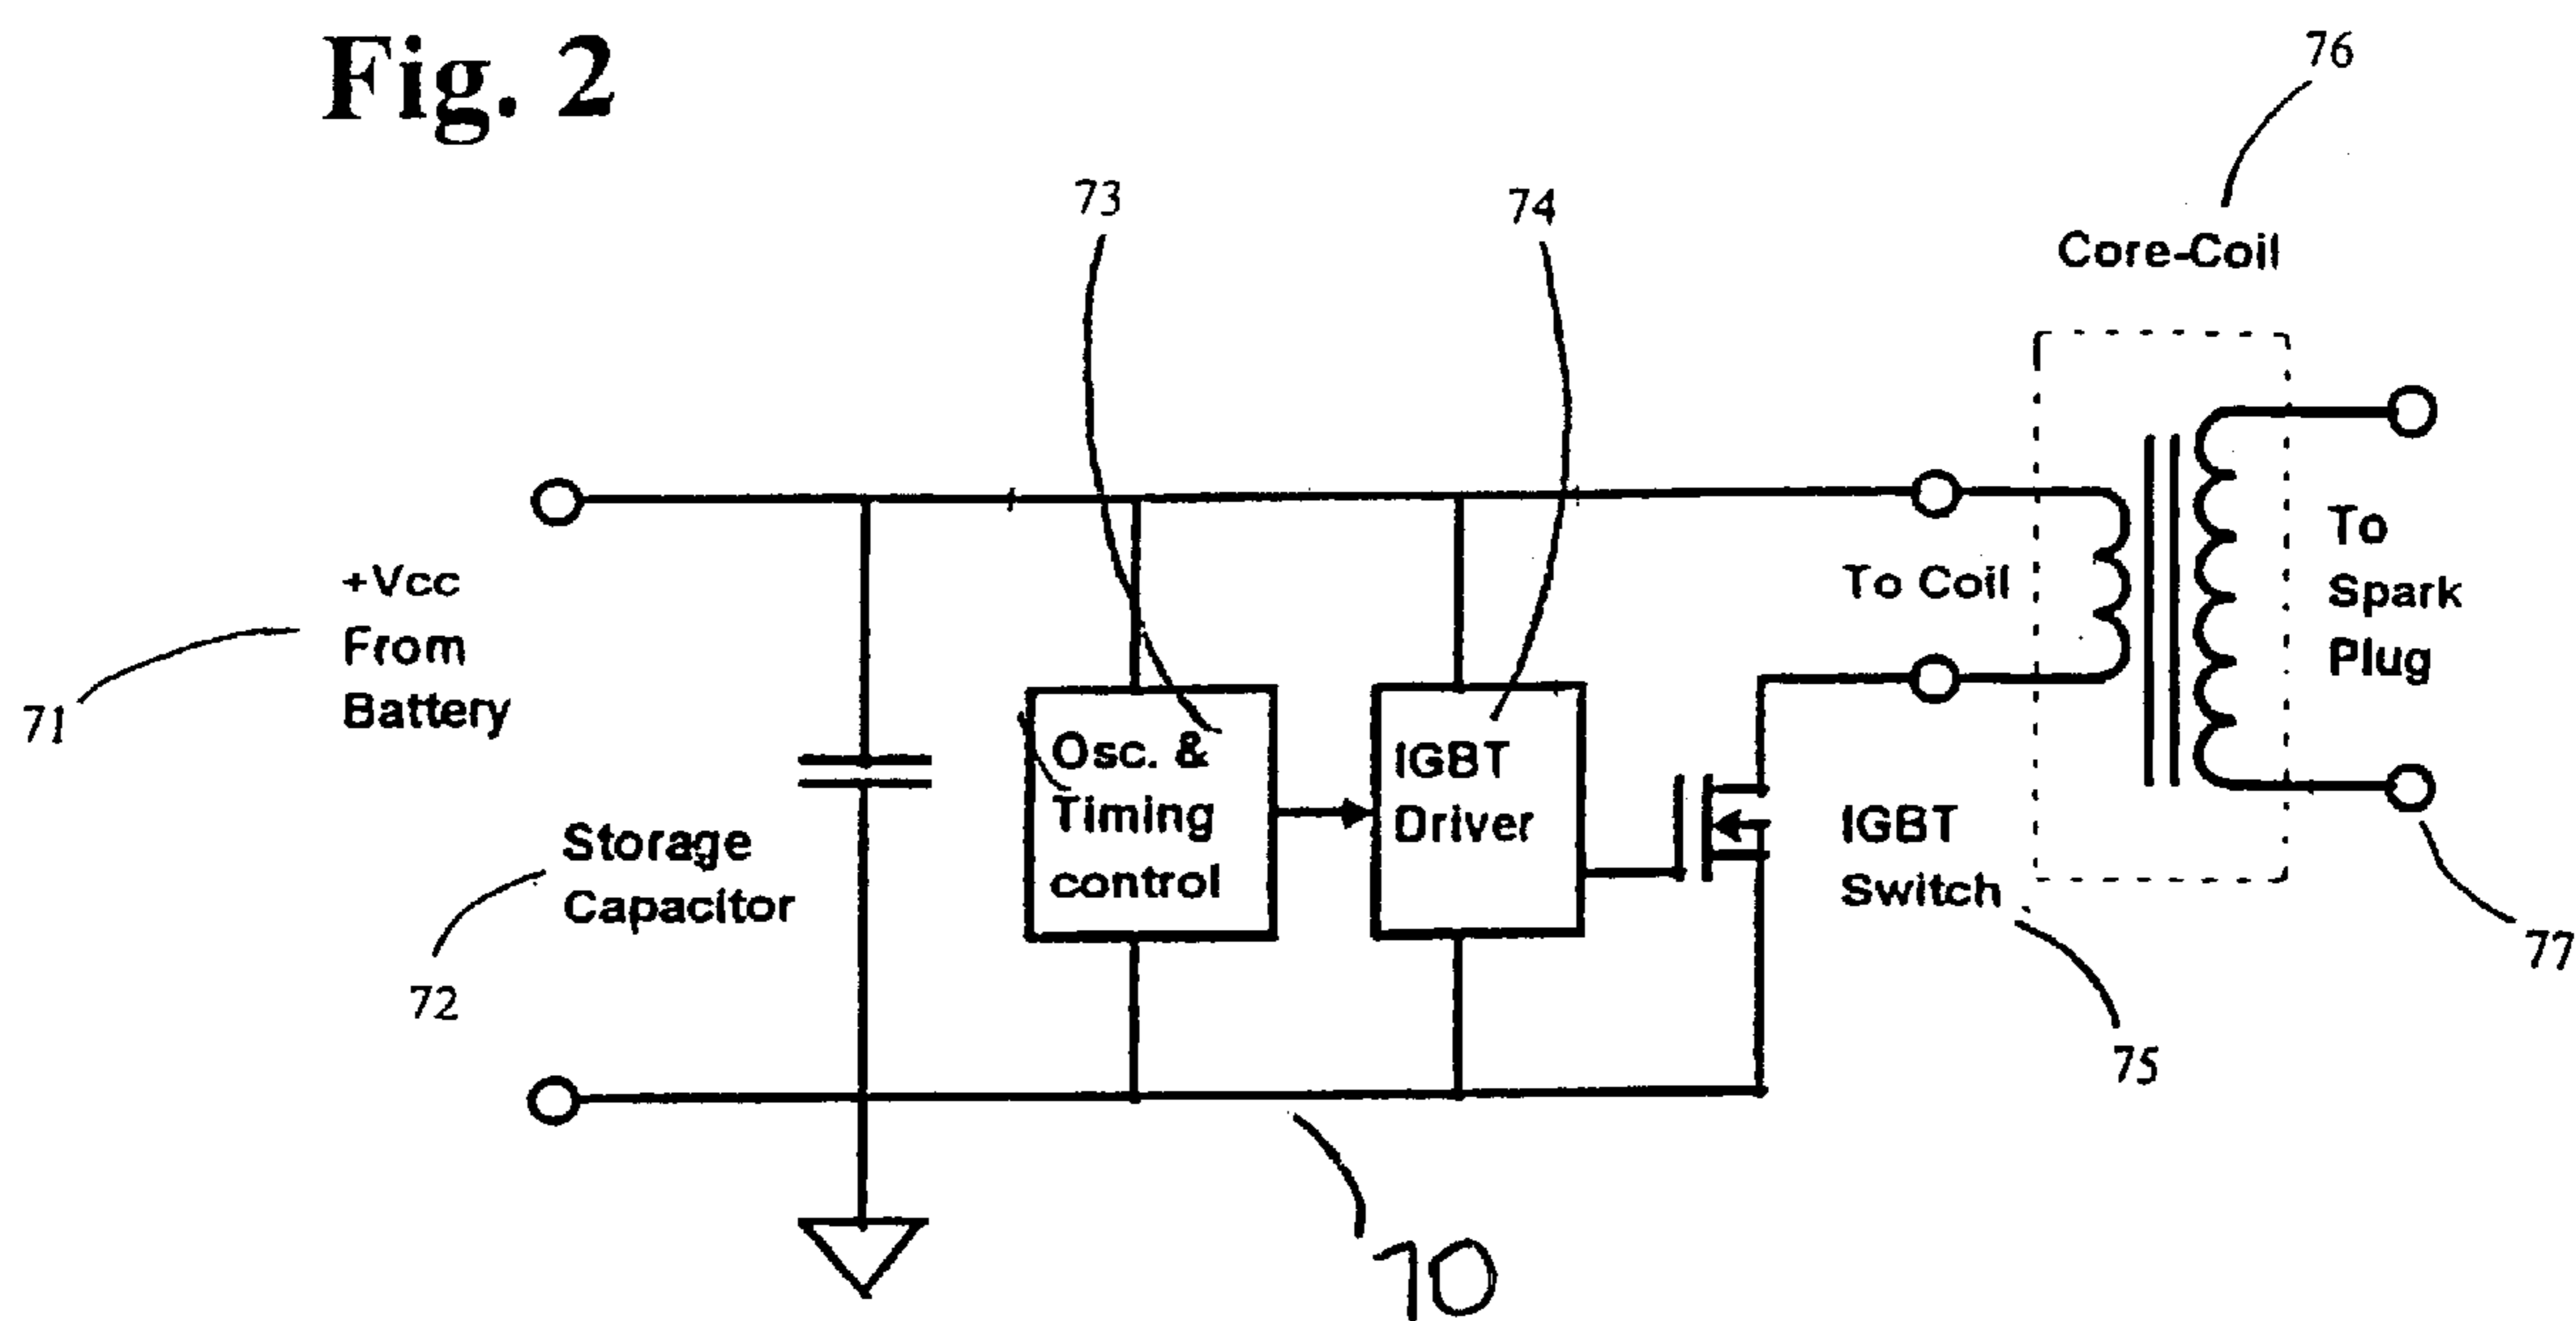 Fig. 2
76
73
74
Core-Coil
+Vcc
From
Battery
71
To Coil
To
Spark
Plug
Osc. &
Timing
control
IGBT
Driver
IGBT
Switch
Storage
Capacitor
72
77
75
70